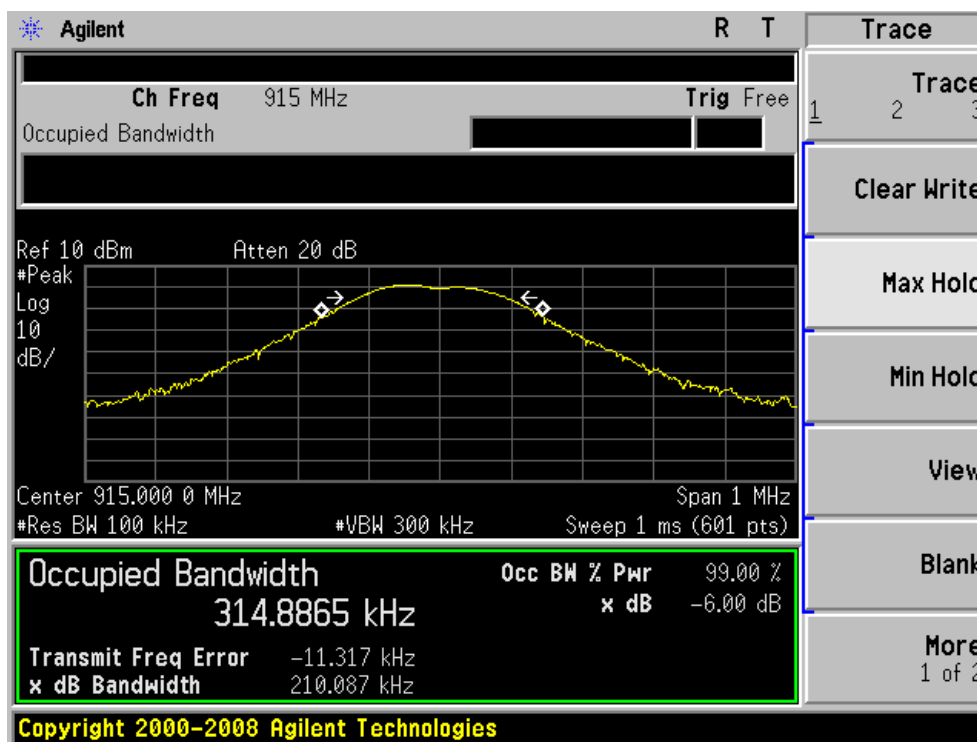 Agilent R T Trace
Ch Freq 915 MHz Trig Free
Occupied Bandwidth
Trace
1 2 3
Clear Write
Max Hold
Min Hold
View
Blank
More
1 of 2
Ref 10 dBm Atten 20 dB
#Peak
Log
10
dB/
Center 915.000 0 MHz Span 1 MHz
#Res BW 100 kHz #VBW 300 kHz Sweep 1 ms (601 pts)
Occupied Bandwidth
314.8865 kHz
Occ BW % Pwr 99.00 %
x dB -6.00 dB
Transmit Freq Error -11.317 kHz
x dB Bandwidth 210.087 kHz
Copyright 2000-2008 Agilent Technologies